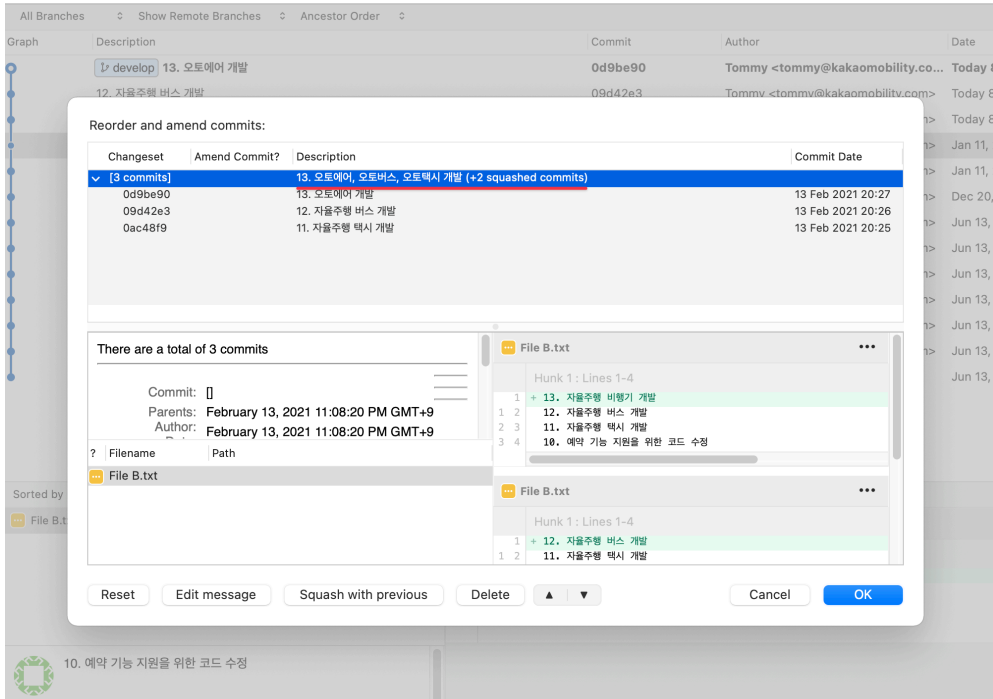 All Branches Show Remote Branches Ancestor Order
Graph Description Commit Author Date
develop 13. 오토에어 개발 0d9be90 Tommy <tommy@kakaomobility.co... Today 8
12. 자율주행 버스 개발 09d42e3 Tommy <tommy@kakaomobility.com> Today 8
Reorder and amend commits:
n> Today 8
n> Jan 11,
n> Jan 11,
n> Dec 20,
n> Jun 13,
n> Jun 13,
n> Jun 13,
n> Jun 13,
n> Jun 13,
n> Jun 13,
Jun 13,
Changeset Amend Commit? Description Commit Date
[3 commits] 13. 오토에어, 오토버스, 오토택시 개발 (+2 squashed commits)
0d9be90 13. 오토에어 개발 13 Feb 2021 20:27
09d42e3 12. 자율주행 버스 개발 13 Feb 2021 20:26
0ac48f9 11. 자율주행 택시 개발 13 Feb 2021 20:25
There are a total of 3 commits
Commit: []
Parents: February 13, 2021 11:08:20 PM GMT+9
Author: February 13, 2021 11:08:20 PM GMT+9
? Filename Path
File B.txt
File B.txt •••
Hunk 1 : Lines 1-4
1 + 13. 자율주행 비행기 개발
1 2 12. 자율주행 버스 개발
2 3 11. 자율주행 택시 개발
3 4 10. 예약 기능 지원을 위한 코드 수정
File B.txt •••
Hunk 1 : Lines 1-4
1 + 12. 자율주행 버스 개발
1 2 11. 자율주행 택시 개발
Sorted by
File B.t
Reset Edit message Squash with previous Delete ▲ ▼ Cancel OK
10. 예약 기능 지원을 위한 코드 수정